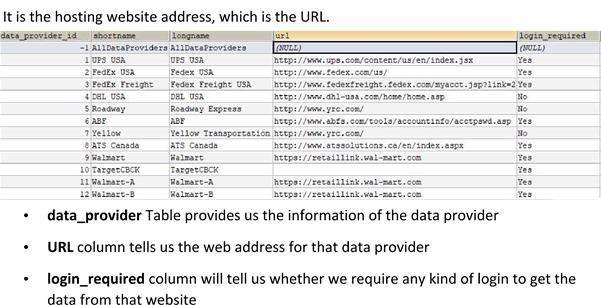 It is the hosting website address, which is the URL.
data_provider_id shortname longname url login_required
-1 AllDataProviders AllDataProviders (NULL) (NULL)
1 UPS USA UPS USA http://www.ups.com/content/us/en/index.jsx Yes
2 FedEx USA Fedex USA http://www.fedex.com/us/ Yes
3 FedEx Freight Fedex Freight USA http://www.fedexfreight.fedex.com/myacct.jsp?link=2 Yes
4 DHL USA DHL USA http://www.dhl-usa.com/home/home.asp No
5 Roadway Roadway Express http://www.yrc.com/ No
6 ABF ABF http://www.abfs.com/tools/accountinfo/acctpswd.asp Yes
7 Yellow Yellow Transportation http://www.yrc.com/ No
8 ATS Canada ATS Canada http://www.atssolutions.ca/en/index.aspx Yes
9 Walmart Walmart https://retaillink.wal-mart.com Yes
10 TargetCBCK TargetCBCK Yes
11 Walmart-A Walmart-A https://retaillink.wal-mart.com Yes
12 Walmart-B Walmart-B https://retaillink.wal-mart.com Yes
• data_provider Table provides us the information of the data provider
• URL column tells us the web address for that data provider
• login_required column will tell us whether we require any kind of login to get the
data from that website